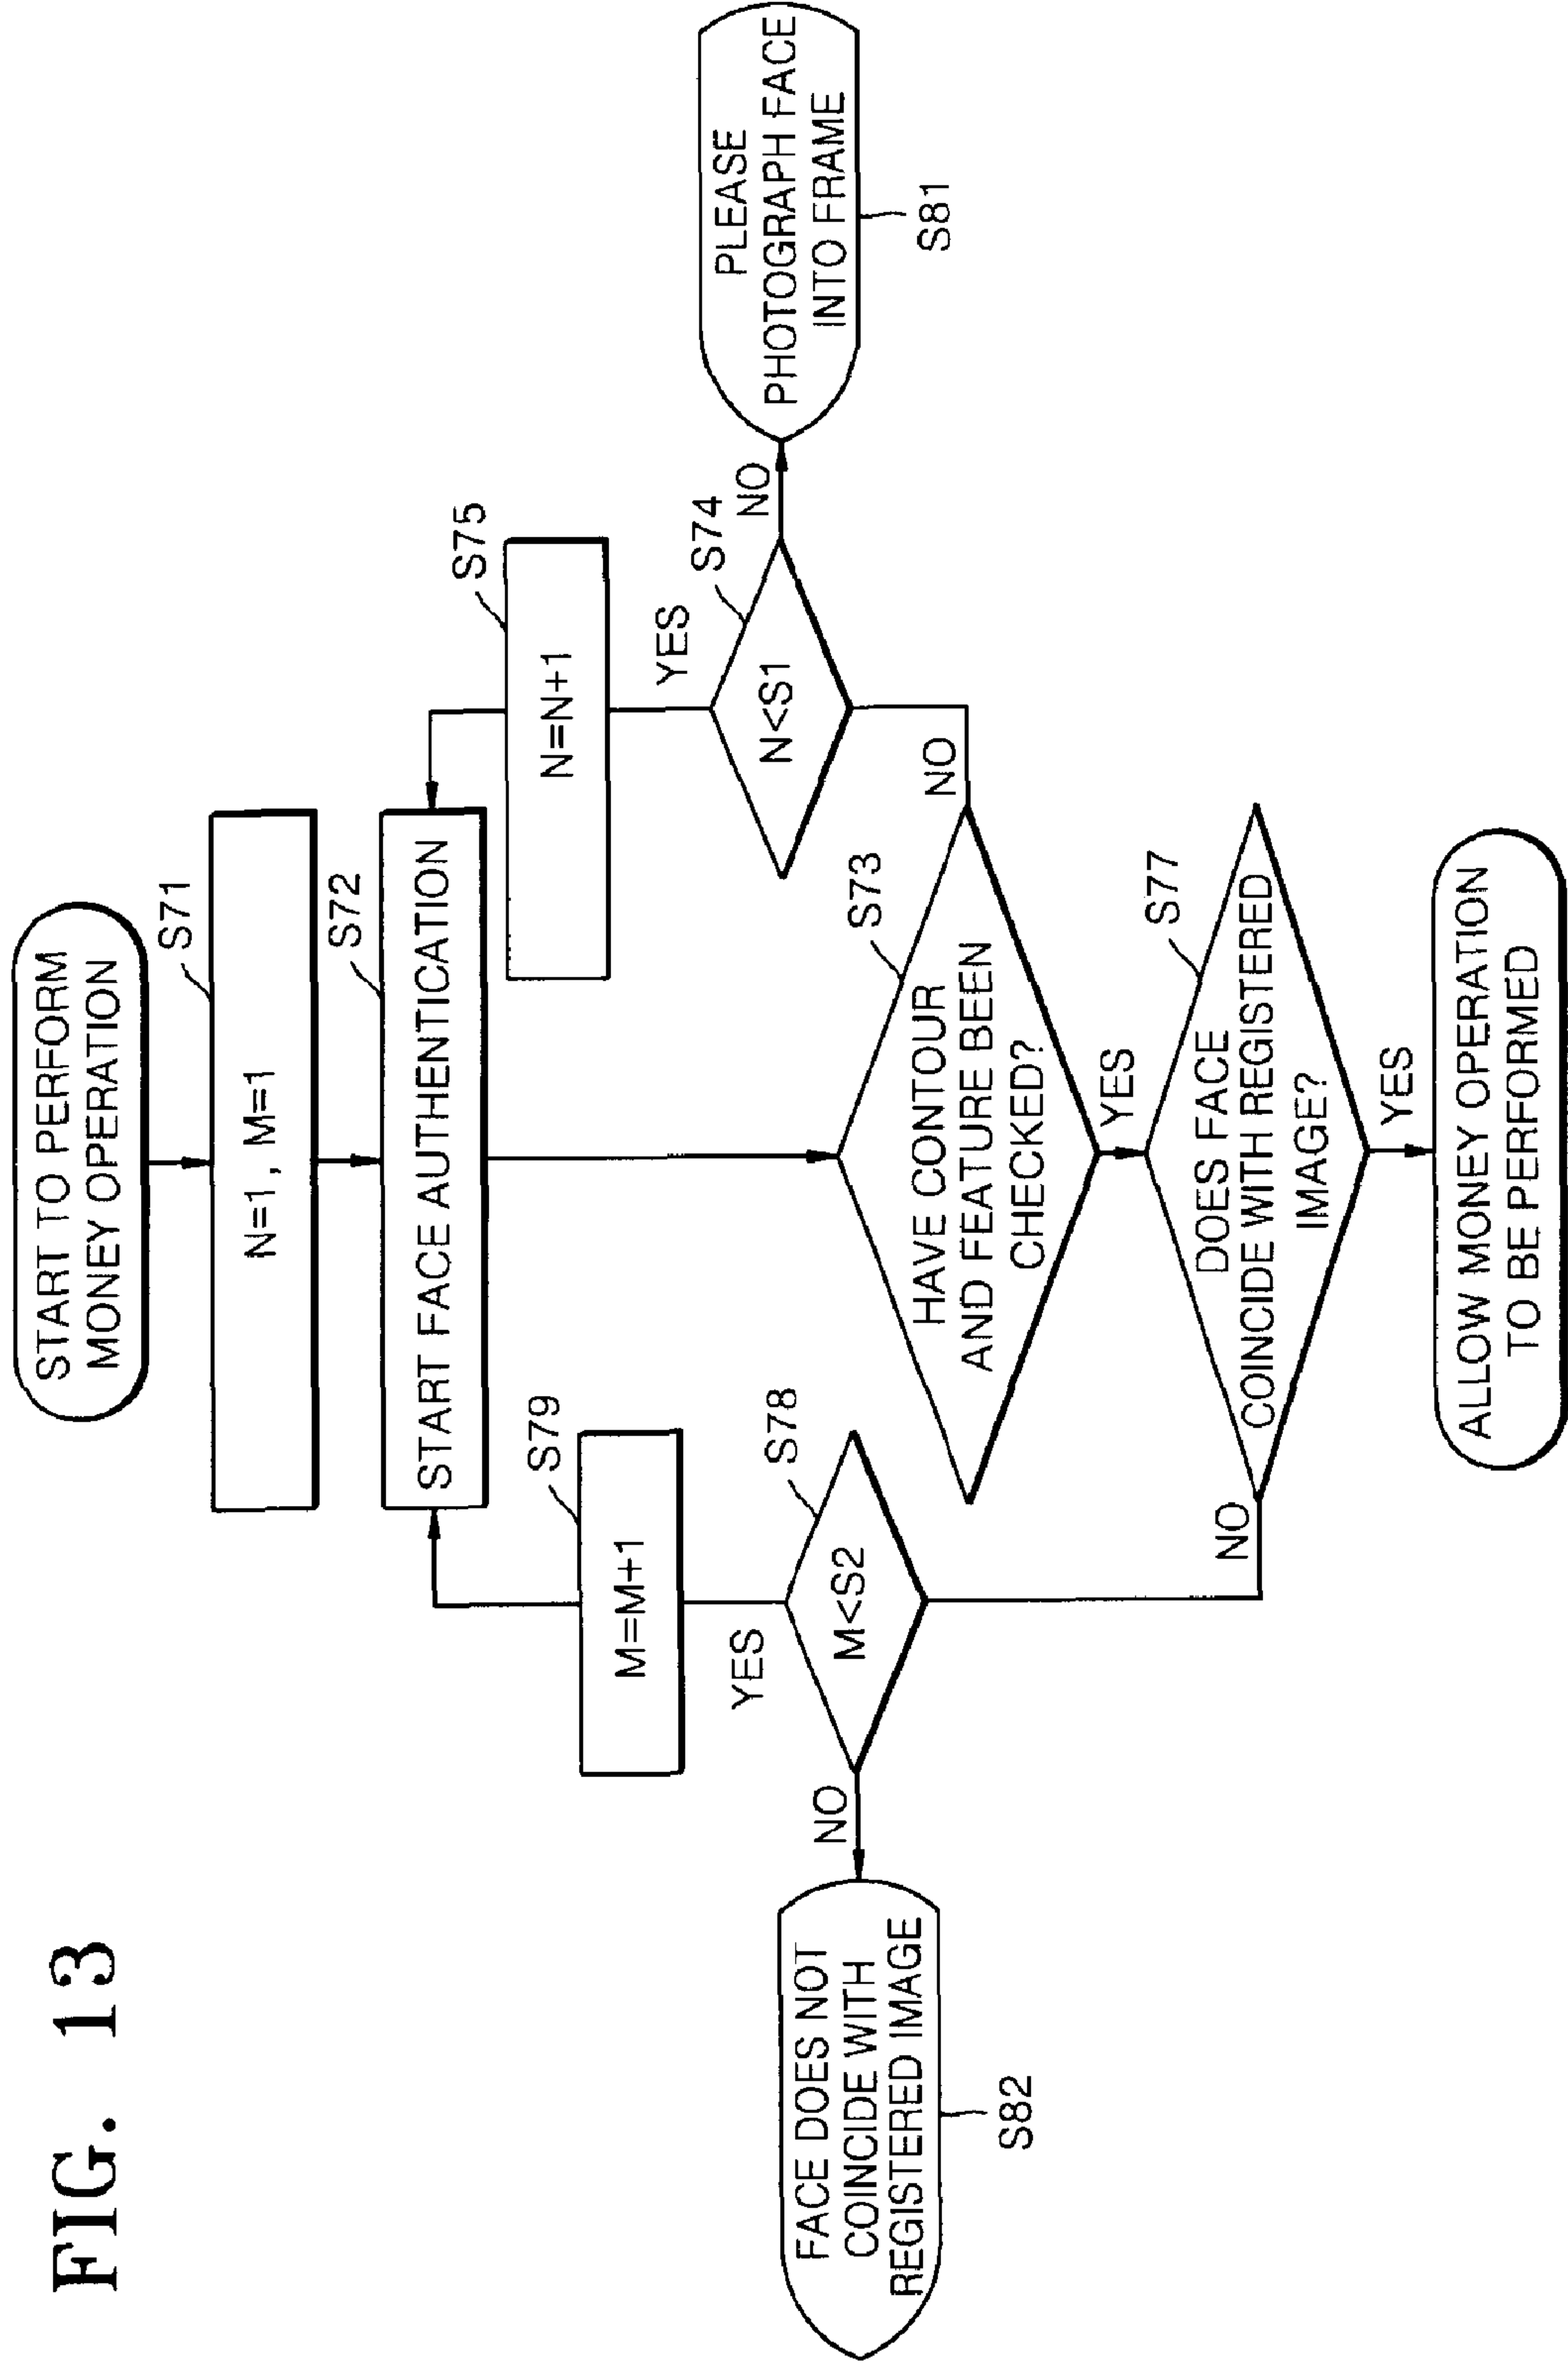 FIG. 13
START TO PERFORM
MONEY OPERATION
S71
N=1, M=1
S72
START FACE AUTHENTICATION
S79
M=M+1
S75
N=N+1
YES
S78
M<S2
NO
YES
S74
N<S1
NO
FACE DOES NOT
COINCIDE WITH
REGISTERED IMAGE
S82
PLEASE
PHOTOGRAPH FACE
INTO FRAME
S81
S73
HAVE CONTOUR
AND FEATURE BEEN
CHECKED?
NO
YES
S77
DOES FACE
COINCIDE WITH REGISTERED
IMAGE?
NO
YES
ALLOW MONEY OPERATION
TO BE PERFORMED